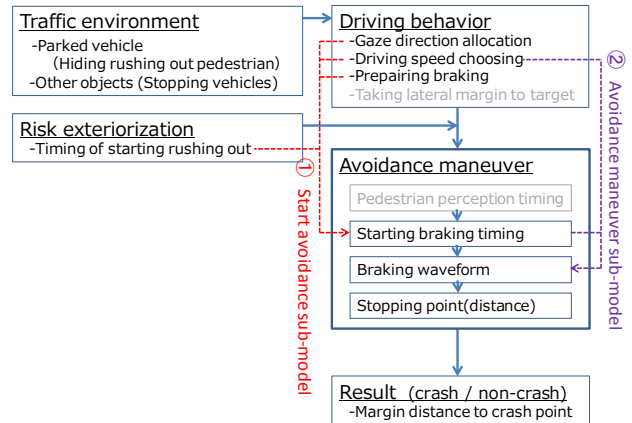 Traffic environment
-Parked vehicle
(Hiding rushing out pedestrian)
-Other objects (Stopping vehicles)
Risk exteriorization
-Timing of starting rushing out
Driving behavior
-Gaze direction allocation
-Driving speed choosing
-Prepairing braking
-Taking lateral margin to target
Avoidance maneuver
Pedestrian perception timing
Starting braking timing
Braking waveform
Stopping point(distance)
Result (crash / non-crash)
-Margin distance to crash point
① Start avoidance sub-model
② Avoidance maneuver sub-model